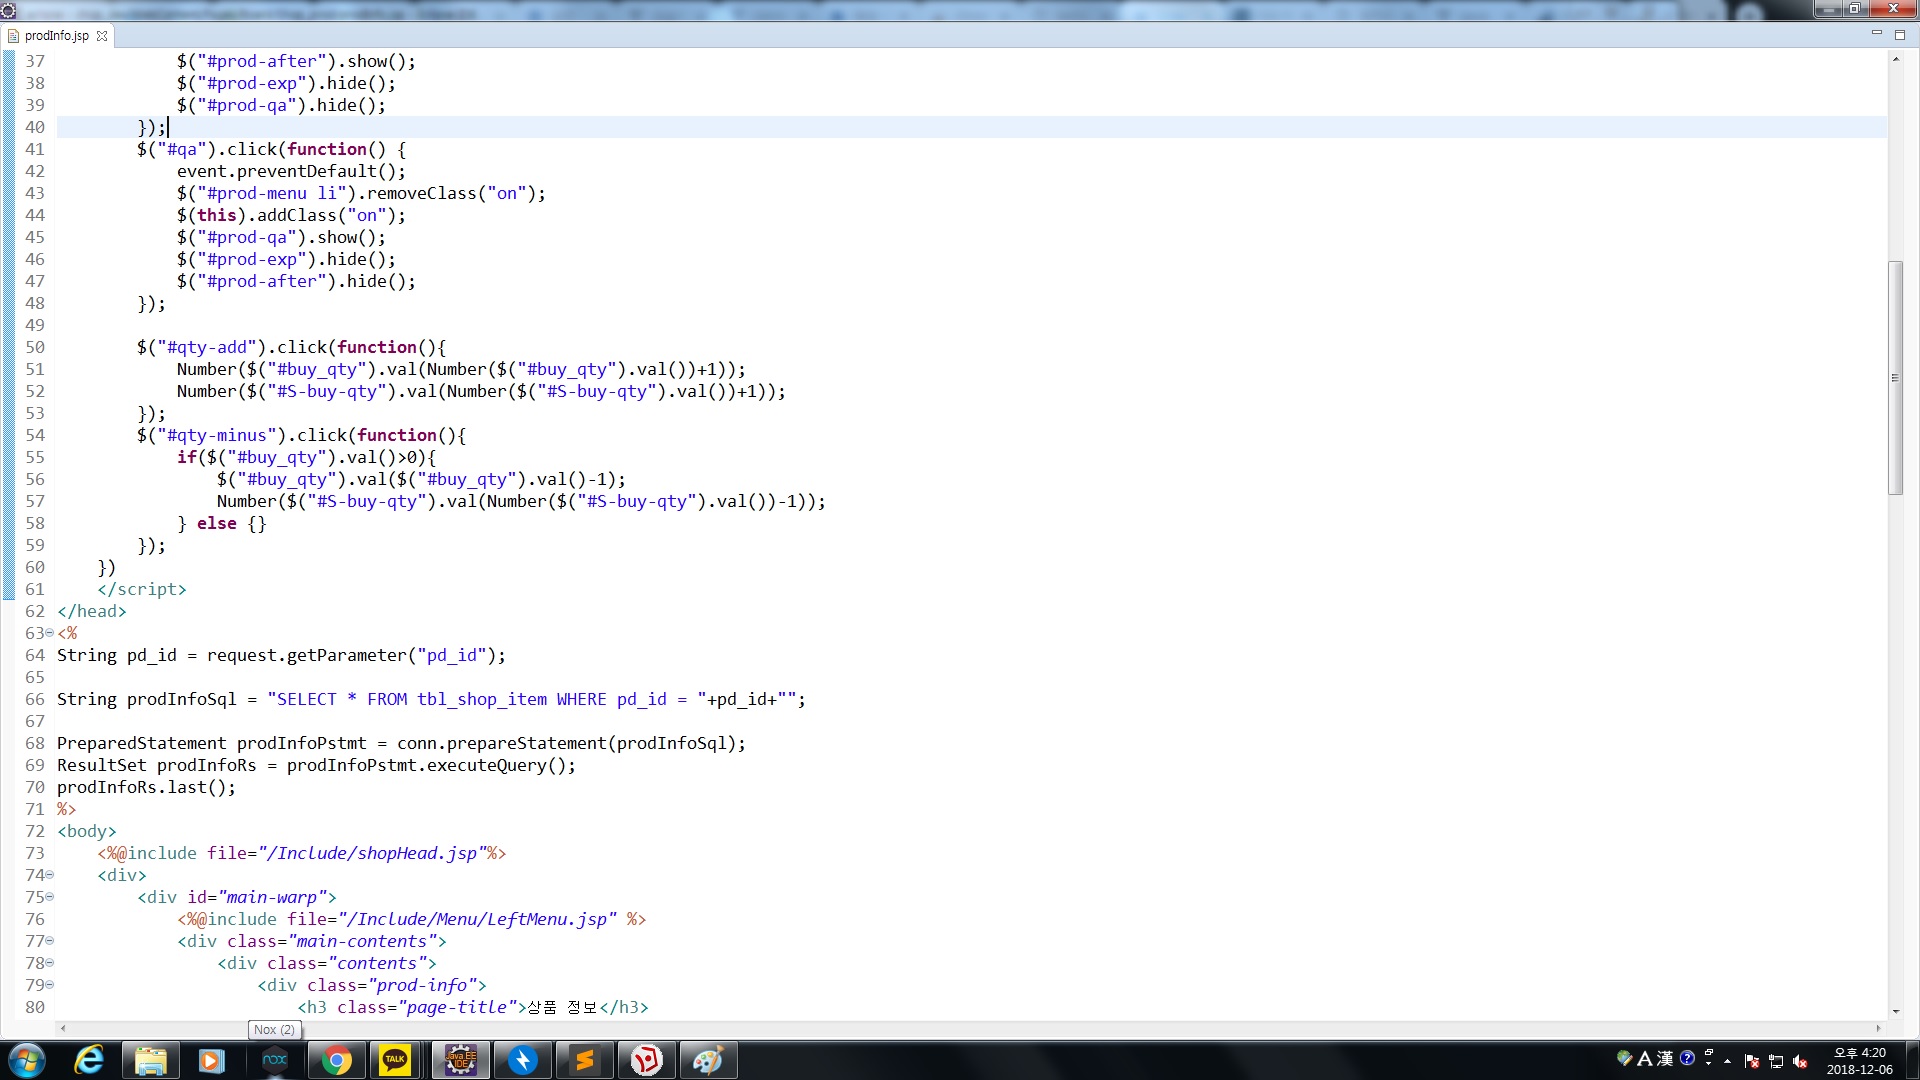 prodInfo.jsp
37 $("#prod-after").show();
38 $("#prod-exp").hide();
39 $("#prod-qa").hide();
40 });
41 $("#qa").click(function() {
42 event.preventDefault();
43 $("#prod-menu li").removeClass("on");
44 $(this).addClass("on");
45 $("#prod-qa").show();
46 $("#prod-exp").hide();
47 $("#prod-after").hide();
48 });
49
50 $("#qty-add").click(function(){
51 Number($("#buy_qty").val(Number($("#buy_qty").val())+1));
52 Number($("#S-buy-qty").val(Number($("#S-buy-qty").val())+1));
53 });
54 $("#qty-minus").click(function(){
55 if($("#buy_qty").val()>0){
56 $("#buy_qty").val($("#buy_qty").val()-1);
57 Number($("#S-buy-qty").val(Number($("#S-buy-qty").val())-1));
58 } else {}
59 });
60 })
61 </script>
62 </head>
63 <%
64 String pd_id = request.getParameter("pd_id");
65
66 String prodInfoSql = "SELECT * FROM tbl_shop_item WHERE pd_id = "+pd_id+"";
67
68 PreparedStatement prodInfoPstmt = conn.prepareStatement(prodInfoSql);
69 ResultSet prodInfoRs = prodInfoPstmt.executeQuery();
70 prodInfoRs.last();
71 %>
72 <body>
73 <%@include file="/Include/shopHead.jsp"%>
74 <div>
75 <div id="main-warp">
76 <%@include file="/Include/Menu/LeftMenu.jsp" %>
77 <div class="main-contents">
78 <div class="contents">
79 <div class="prod-info">
80 <h3 class="page-title">상품 정보</h3>
Nox (2)
nox
TALK
Java EE
IDE
A 漢
오후 4:20
2018-12-06